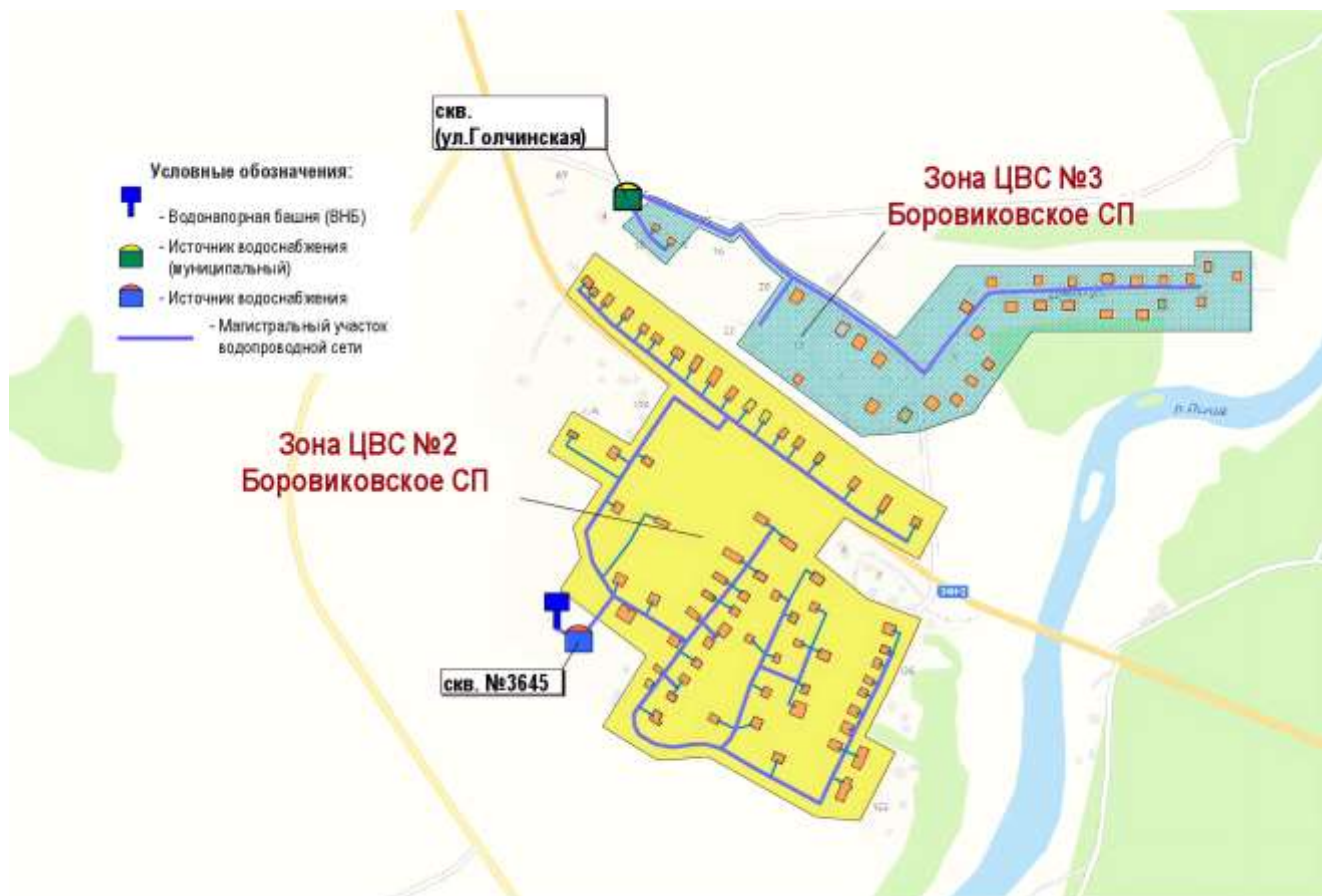 скв.
(ул.Голчинская)
Условные обозначения:
- Водонапорная башня (ВНБ)
- Источник водоснабжения
(муниципальный)
- Источник водоснабжения
- Магистральный участок
водопроводной сети
Зона ЦВС №3
Боровиковское СП
Зона ЦВС №2
Боровиковское СП
скв. №3645